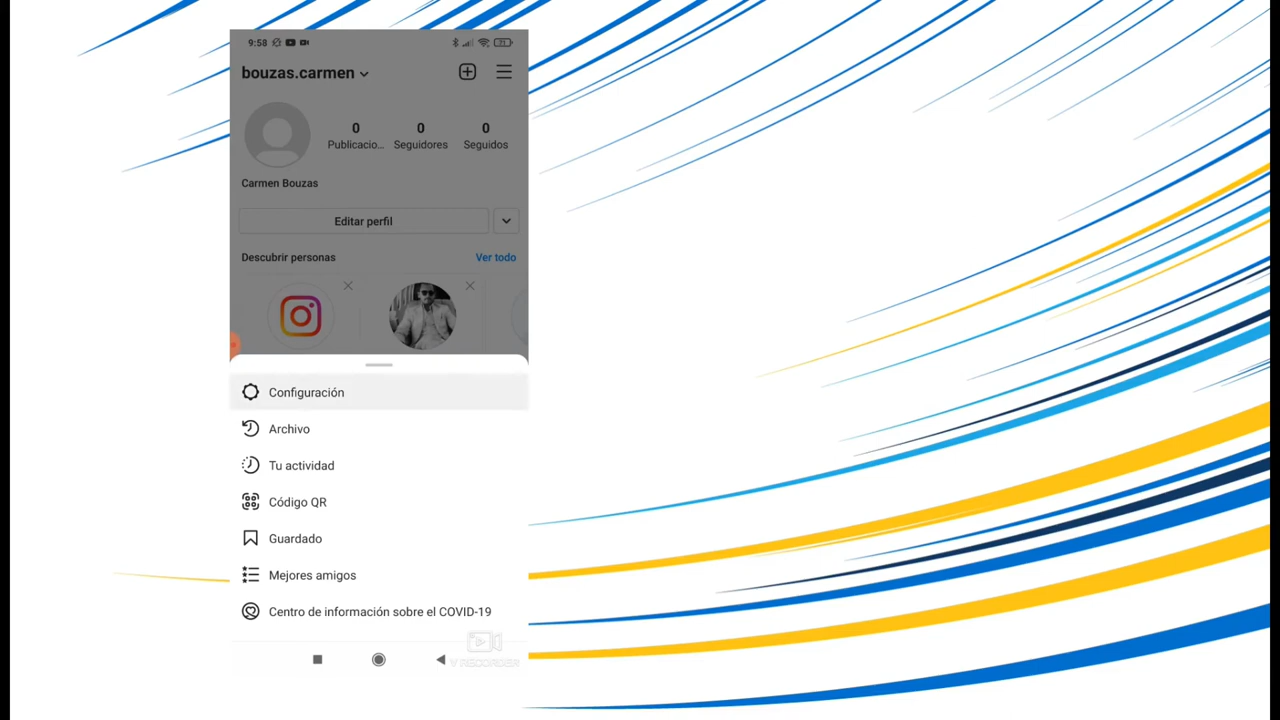 9:58
bouzas.carmen
0 0 0
Publicacio... Seguidores Seguidos
Carmen Bouzas
Editar perfil
Descubrir personas Ver todo
Configuración
Archivo
Tu actividad
Código QR
Guardado
Mejores amigos
Centro de información sobre el COVID-19
V RECORDER